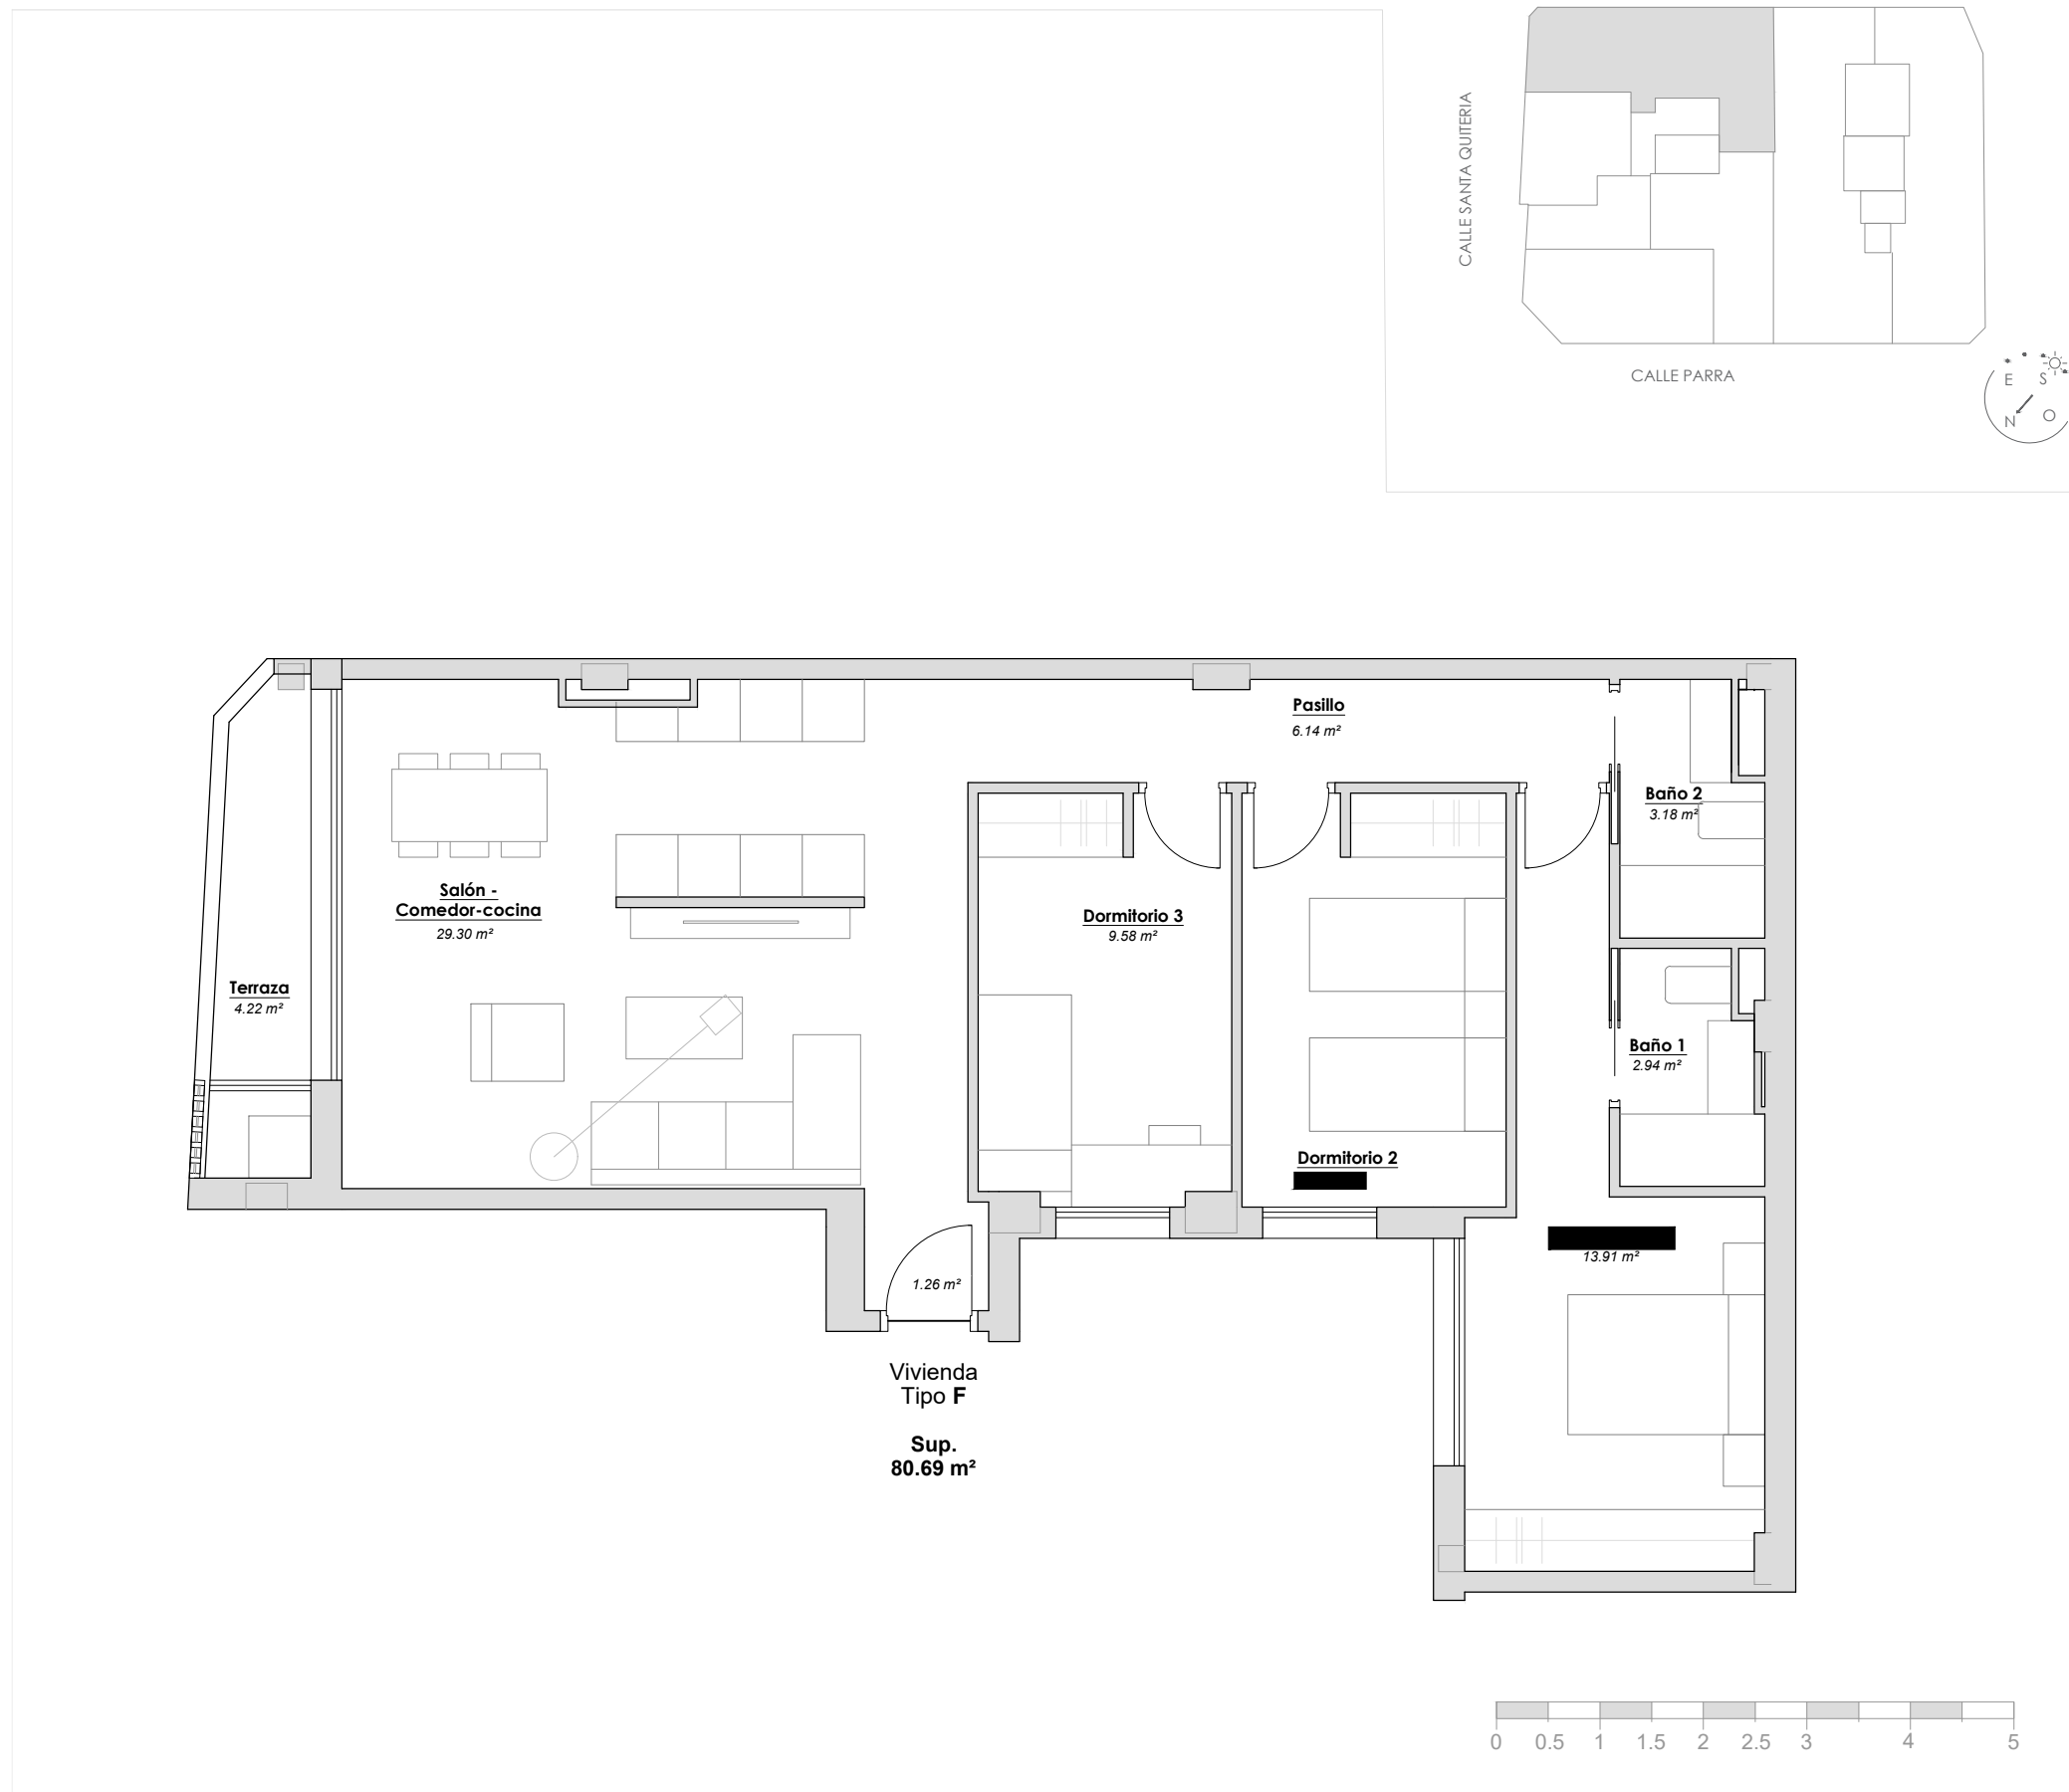 CALLE SANTA QUITERIA
CALLE PARRA
E S
N O
Pasillo
6.14 m²
Baño 2
3.18 m²
Salón -
Comedor-cocina
29.30 m²
Dormitorio 3
9.58 m²
Terraza
4.22 m²
Baño 1
2.94 m²
Dormitorio 2
13.91 m²
1.26 m²
Vivienda
Tipo F
Sup.
80.69 m²
0 0.5 1 1.5 2 2.5 3 4 5